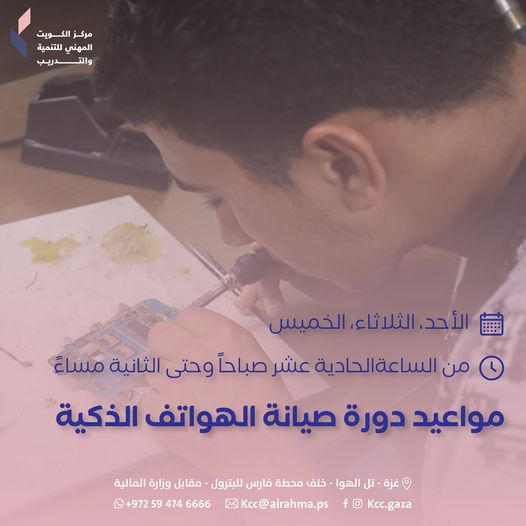 مركز الكويت
المهني للتنمية
والتدريب
الأحد، الثلاثاء، الخميس
من الساعةالحادية عشر صباحاً وحتى الثانية مساءً
مواعيد دورة صيانة الهواتف الذكية
غزة - تل الهوا - خلف محطة فارس للبترول - مقابل وزارة المالية
+972 59 474 6666 Kcc@alrahma.ps Kcc.gaza